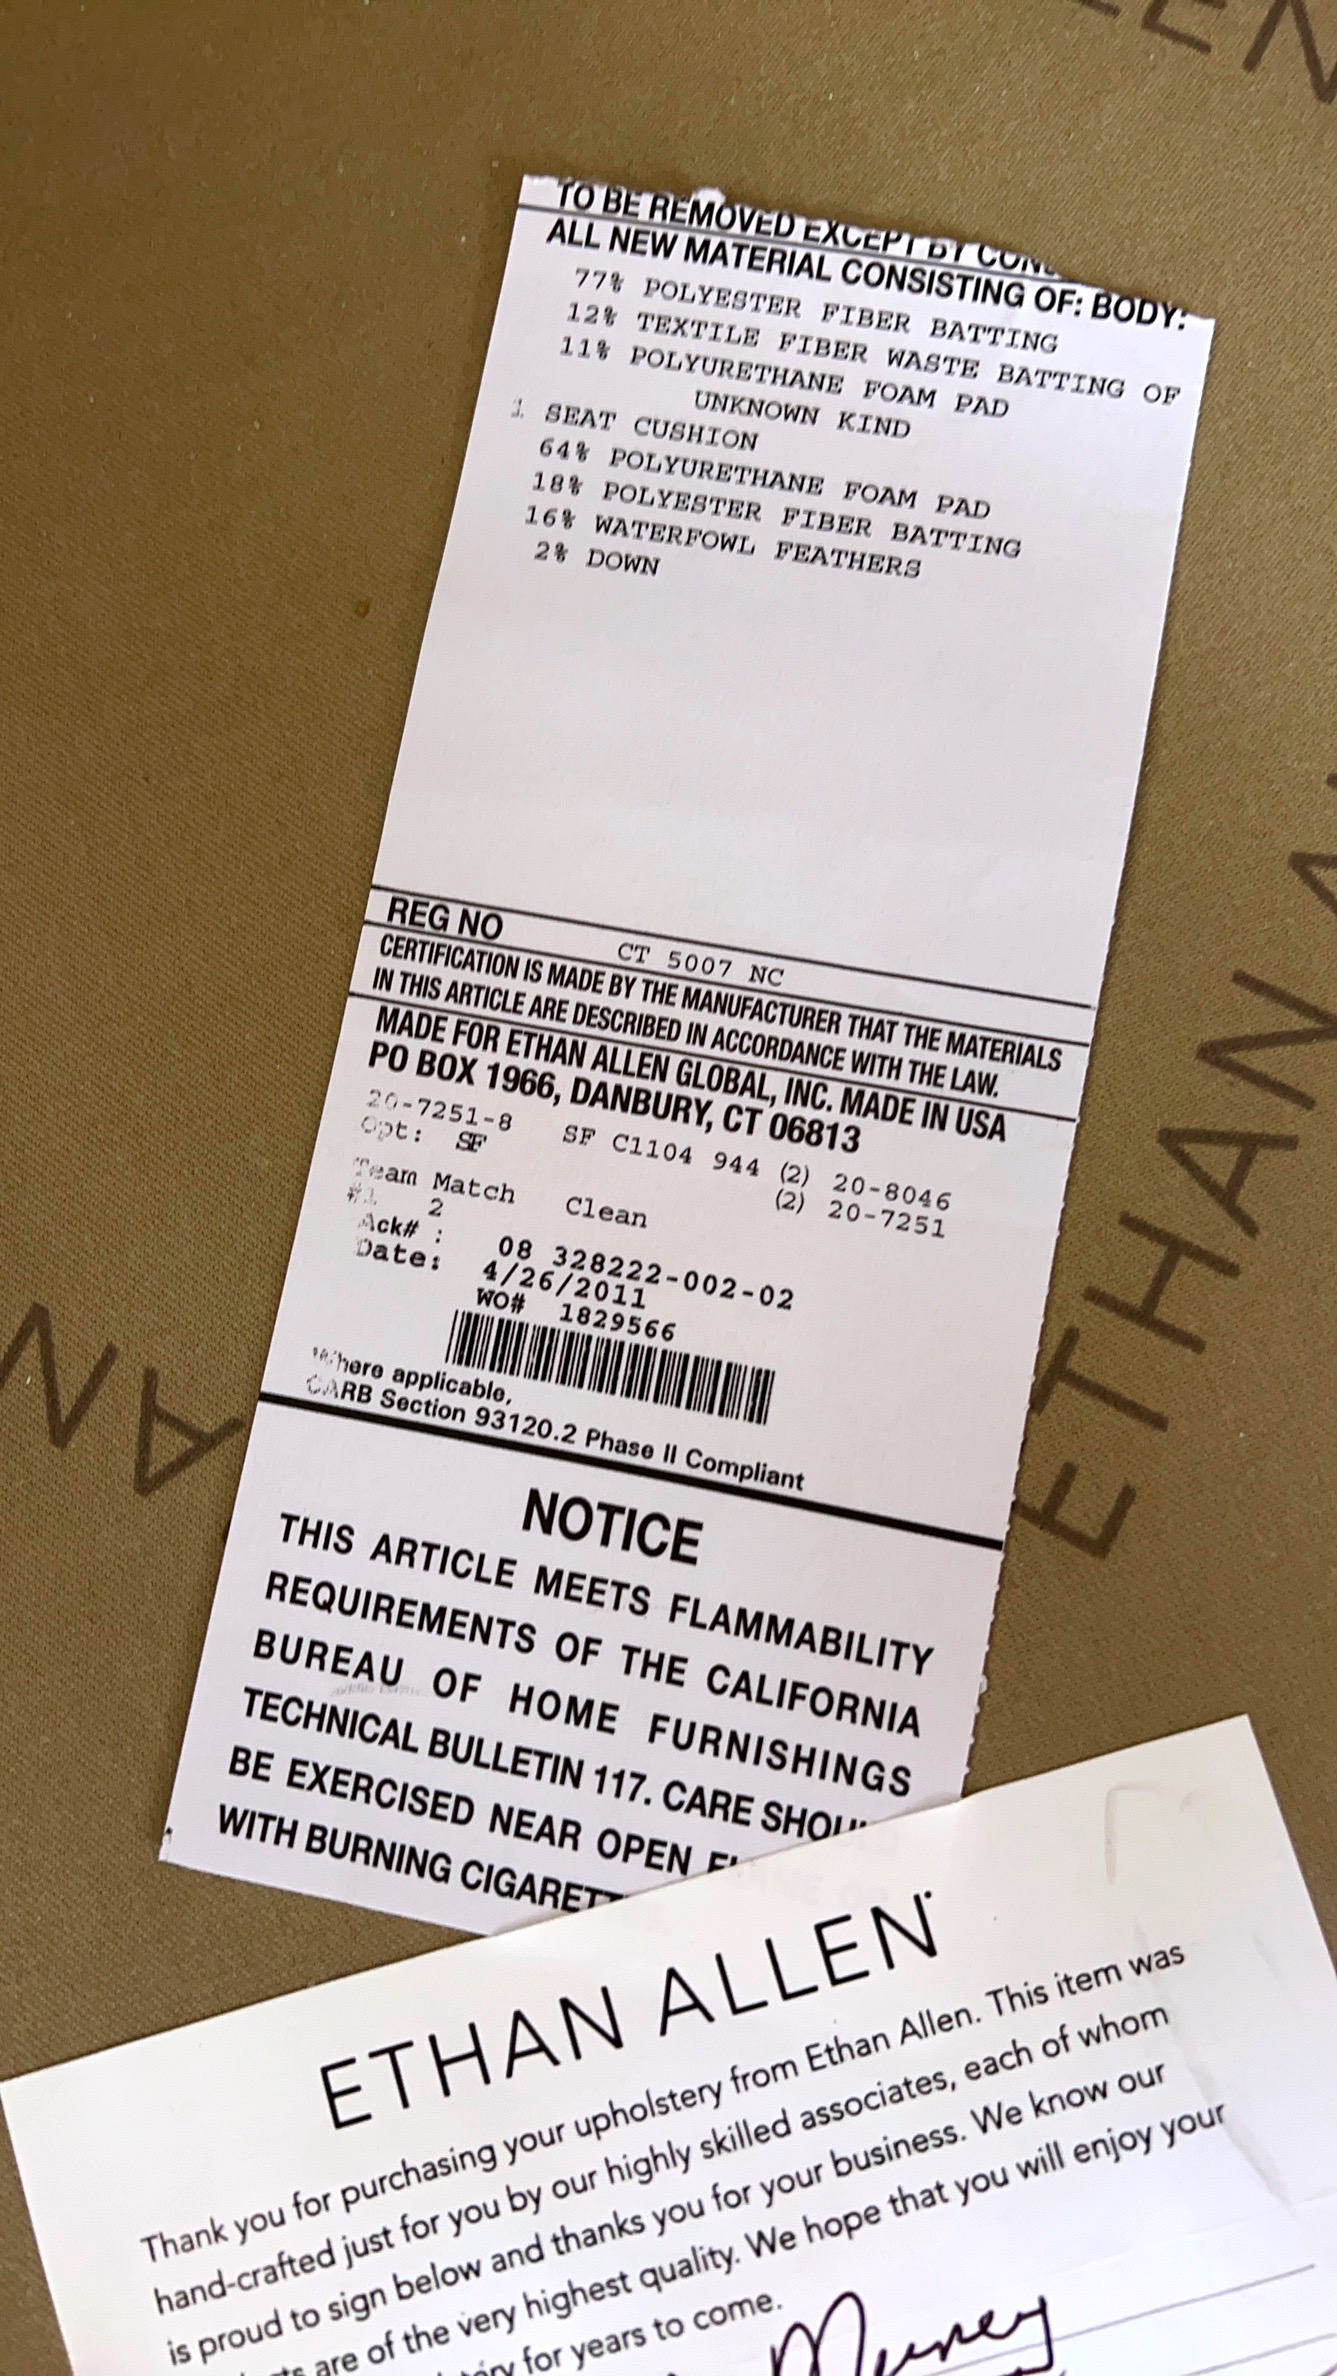 TO BE REMOVED EXCEPT BY
ALL NEW MATERIAL CONSISTING OF: BODY:
77% POLYESTER FIBER BATTING
12% TEXTILE FIBER WASTE BATTING OF
11% POLYURETHANE FOAM PAD
UNKNOWN KIND
1 SEAT CUSHION
64% POLYURETHANE FOAM PAD
18% POLYESTER FIBER BATTING
16% WATERFOWL FEATHERS
2% DOWN
REG NO CT 5007 NC
CERTIFICATION IS MADE BY THE MANUFACTURER THAT THE MATERIALS
IN THIS ARTICLE ARE DESCRIBED IN ACCORDANCE WITH THE LAW.
MADE FOR ETHAN ALLEN GLOBAL, INC. MADE IN USA
PO BOX 1966, DANBURY, CT 06813
20-7251-8 SF C1104 944 (2) 20-8046
Opt: SF (2) 20-7251
Team Match Clean
#1 2
Ack# : 08 328222-002-02
Date: 4/26/2011
WO# 1829566
Where applicable,
CARB Section 93120.2 Phase II Compliant
NOTICE
THIS ARTICLE MEETS FLAMMABILITY
REQUIREMENTS OF THE CALIFORNIA
BUREAU OF HOME FURNISHINGS
TECHNICAL BULLETIN 117. CARE SHOULD
BE EXERCISED NEAR OPEN
WITH BURNING
ETHAN ALLEN
Thank you for purchasing your upholstery from Ethan Allen. This item was
hand-crafted just for you by our highly skilled associates, each of whom
is proud to sign below and thanks you for your business. We know our
are of the very highest quality. We hope that you will enjoy your
for years to come.
ETHAN